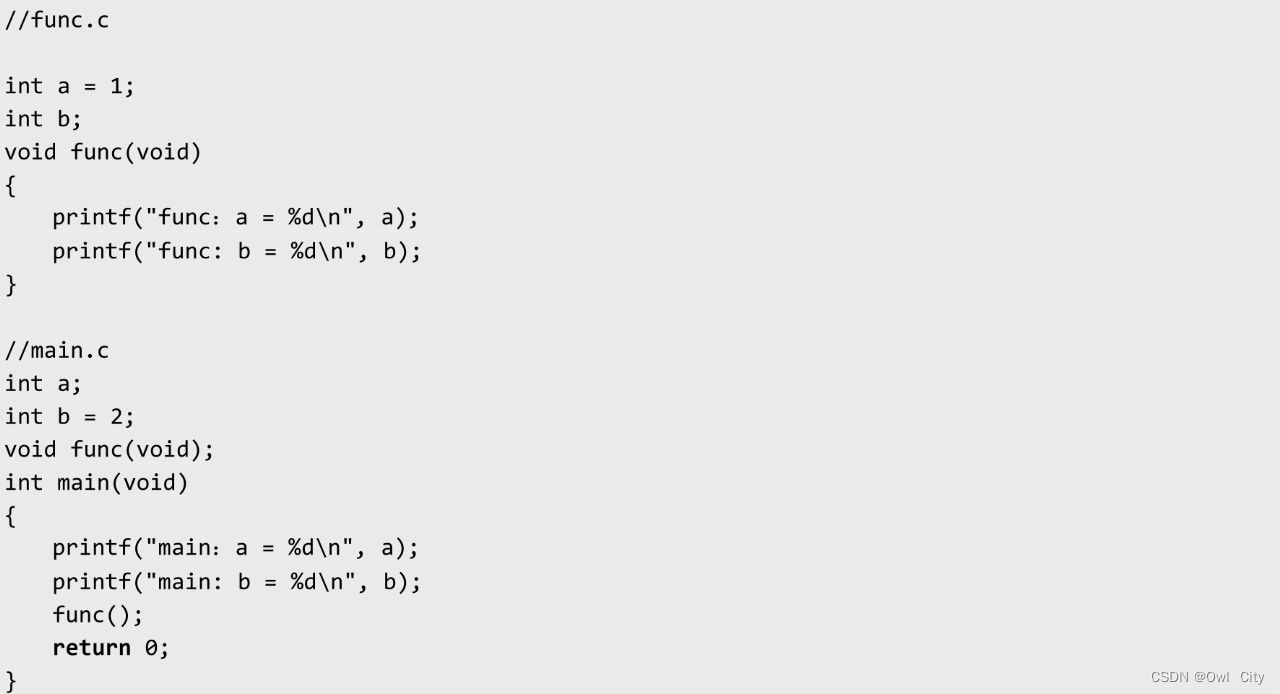 //func.c
int a = 1;
int b;
void func(void)
{
printf("func：a = %d\n", a);
printf("func: b = %d\n", b);
}
//main.c
int a;
int b = 2;
void func(void);
int main(void)
{
printf("main：a = %d\n", a);
printf("main: b = %d\n", b);
func();
return 0;
}
CSDN @Owl City